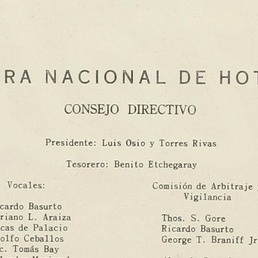 RA NACIONAL DE HOT
CONSEJO DIRECTIVO
Presidente: Luis Osio y Torres Rivas
Tesorero: Benito Etchegaray
Vocales:
cardo Basurto
riano L. Araiza
cas de Palacio
olfo Ceballos
c. Tomás Bay
Comisión de Arbitraje
Vigilancia
Thos. S. Gore
Ricardo Basurto
George T. Braniff Jr